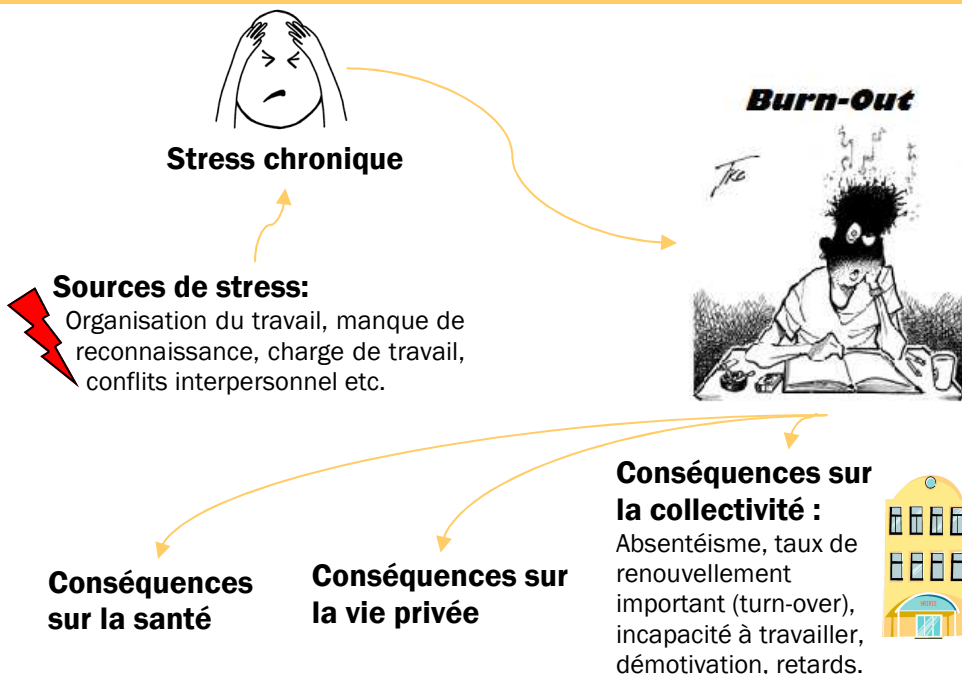 Burn-Out
Stress chronique
Sources de stress:
Organisation du travail, manque de
reconnaissance, charge de travail,
conflits interpersonnel etc.
Conséquences
sur la santé
Conséquences sur
la vie privée
Conséquences sur
la collectivité :
Absentéisme, taux de
renouvellement
important (turn-over),
incapacité à travailler,
démotivation, retards.